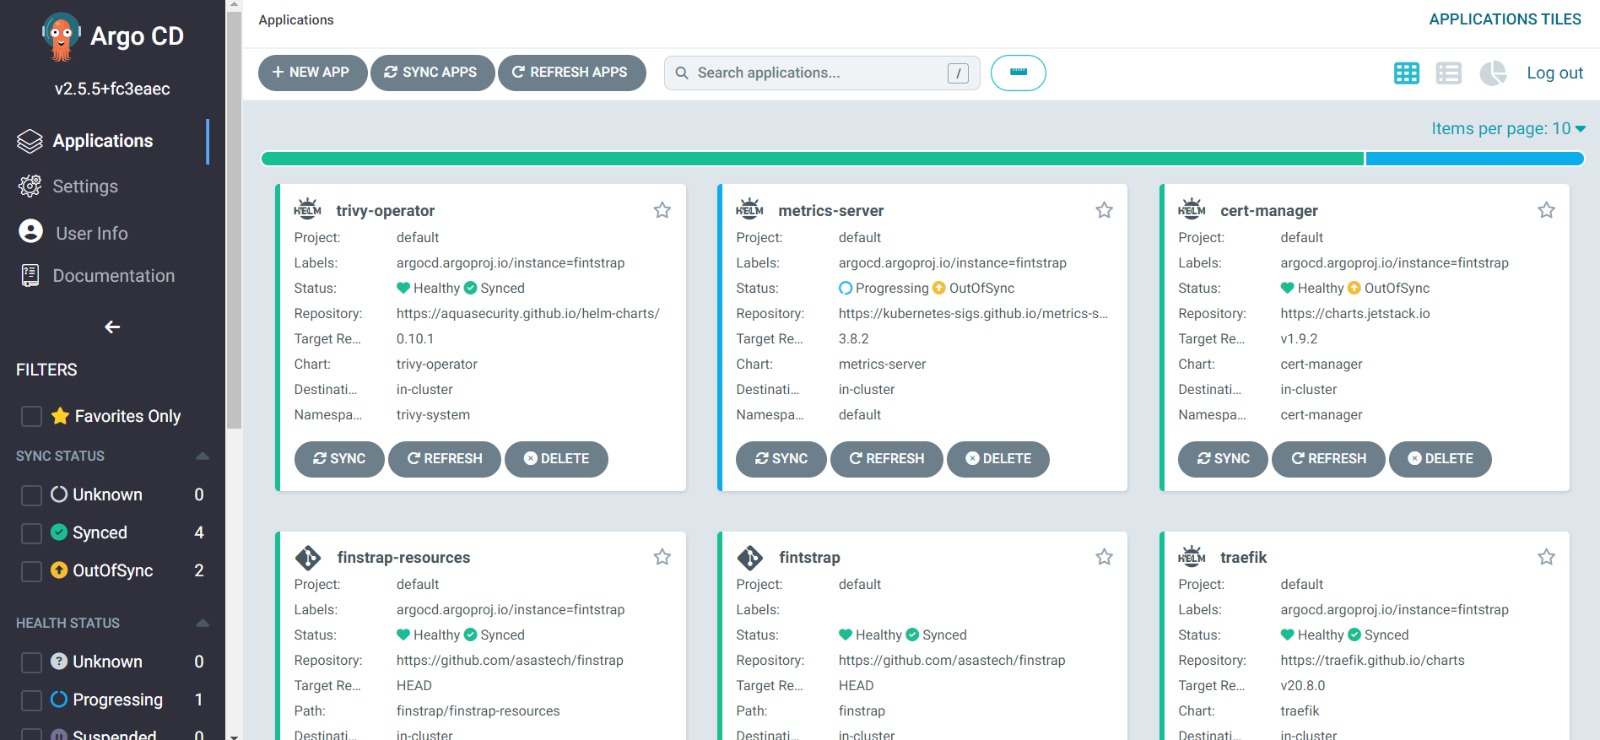 Argo CD
v2.5.5+fc3eaec
Applications
Settings
User Info
Documentation
FILTERS
Favorites Only
SYNC STATUS
Unknown 0
Synced 4
OutOfSync 2
HEALTH STATUS
Unknown 0
Progressing 1
Suspended 0
Applications
APPLICATIONS TILES
+ NEW APP
SYNC APPS
REFRESH APPS
Search applications...
/
Log out
Items per page: 10
HELM trivy-operator
Project: default
Labels: argocd.argoproj.io/instance=fintstrap
Status: Healthy Synced
Repository: https://aquasecurity.github.io/helm-charts/
Target Re... 0.10.1
Chart: trivy-operator
Destinati... in-cluster
Namespa... trivy-system
SYNC REFRESH DELETE
HELM metrics-server
Project: default
Labels: argocd.argoproj.io/instance=fintstrap
Status: Progressing OutOfSync
Repository: https://kubernetes-sigs.github.io/metrics-s...
Target Re... 3.8.2
Chart: metrics-server
Destinati... in-cluster
Namespa... default
SYNC REFRESH DELETE
HELM cert-manager
Project: default
Labels: argocd.argoproj.io/instance=fintstrap
Status: Healthy OutOfSync
Repository: https://charts.jetstack.io
Target Re... v1.9.2
Chart: cert-manager
Destinati... in-cluster
Namespa... cert-manager
SYNC REFRESH DELETE
finstrap-resources
Project: default
Labels: argocd.argoproj.io/instance=fintstrap
Status: Healthy Synced
Repository: https://github.com/asastech/finstrap
Target Re... HEAD
Path: finstrap/finstrap-resources
Destinati... in-cluster
fintstrap
Project: default
Labels:
Status: Healthy Synced
Repository: https://github.com/asastech/finstrap
Target Re... HEAD
Path: finstrap
Destinati... in-cluster
HELM traefik
Project: default
Labels: argocd.argoproj.io/instance=fintstrap
Status: Healthy Synced
Repository: https://traefik.github.io/charts
Target Re... v20.8.0
Chart: traefik
Destinati... in-cluster